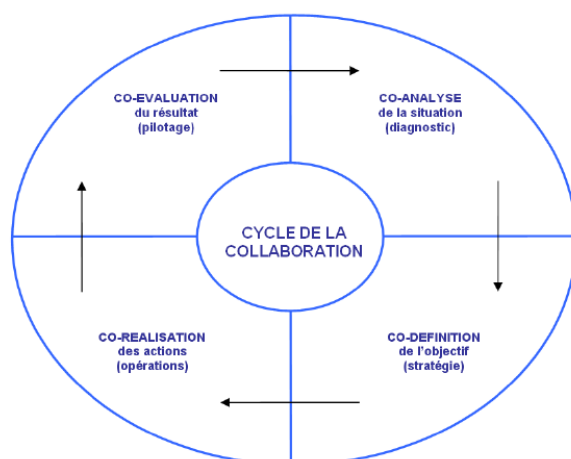 CO-EVALUATION
du résultat
(pilotage)
CO-ANALYSE
de la situation
(diagnostic)
CYCLE DE LA
COLLABORATION
CO-REALISATION
des actions
(opérations)
CO-DEFINITION
de l'objectif
(stratégie)